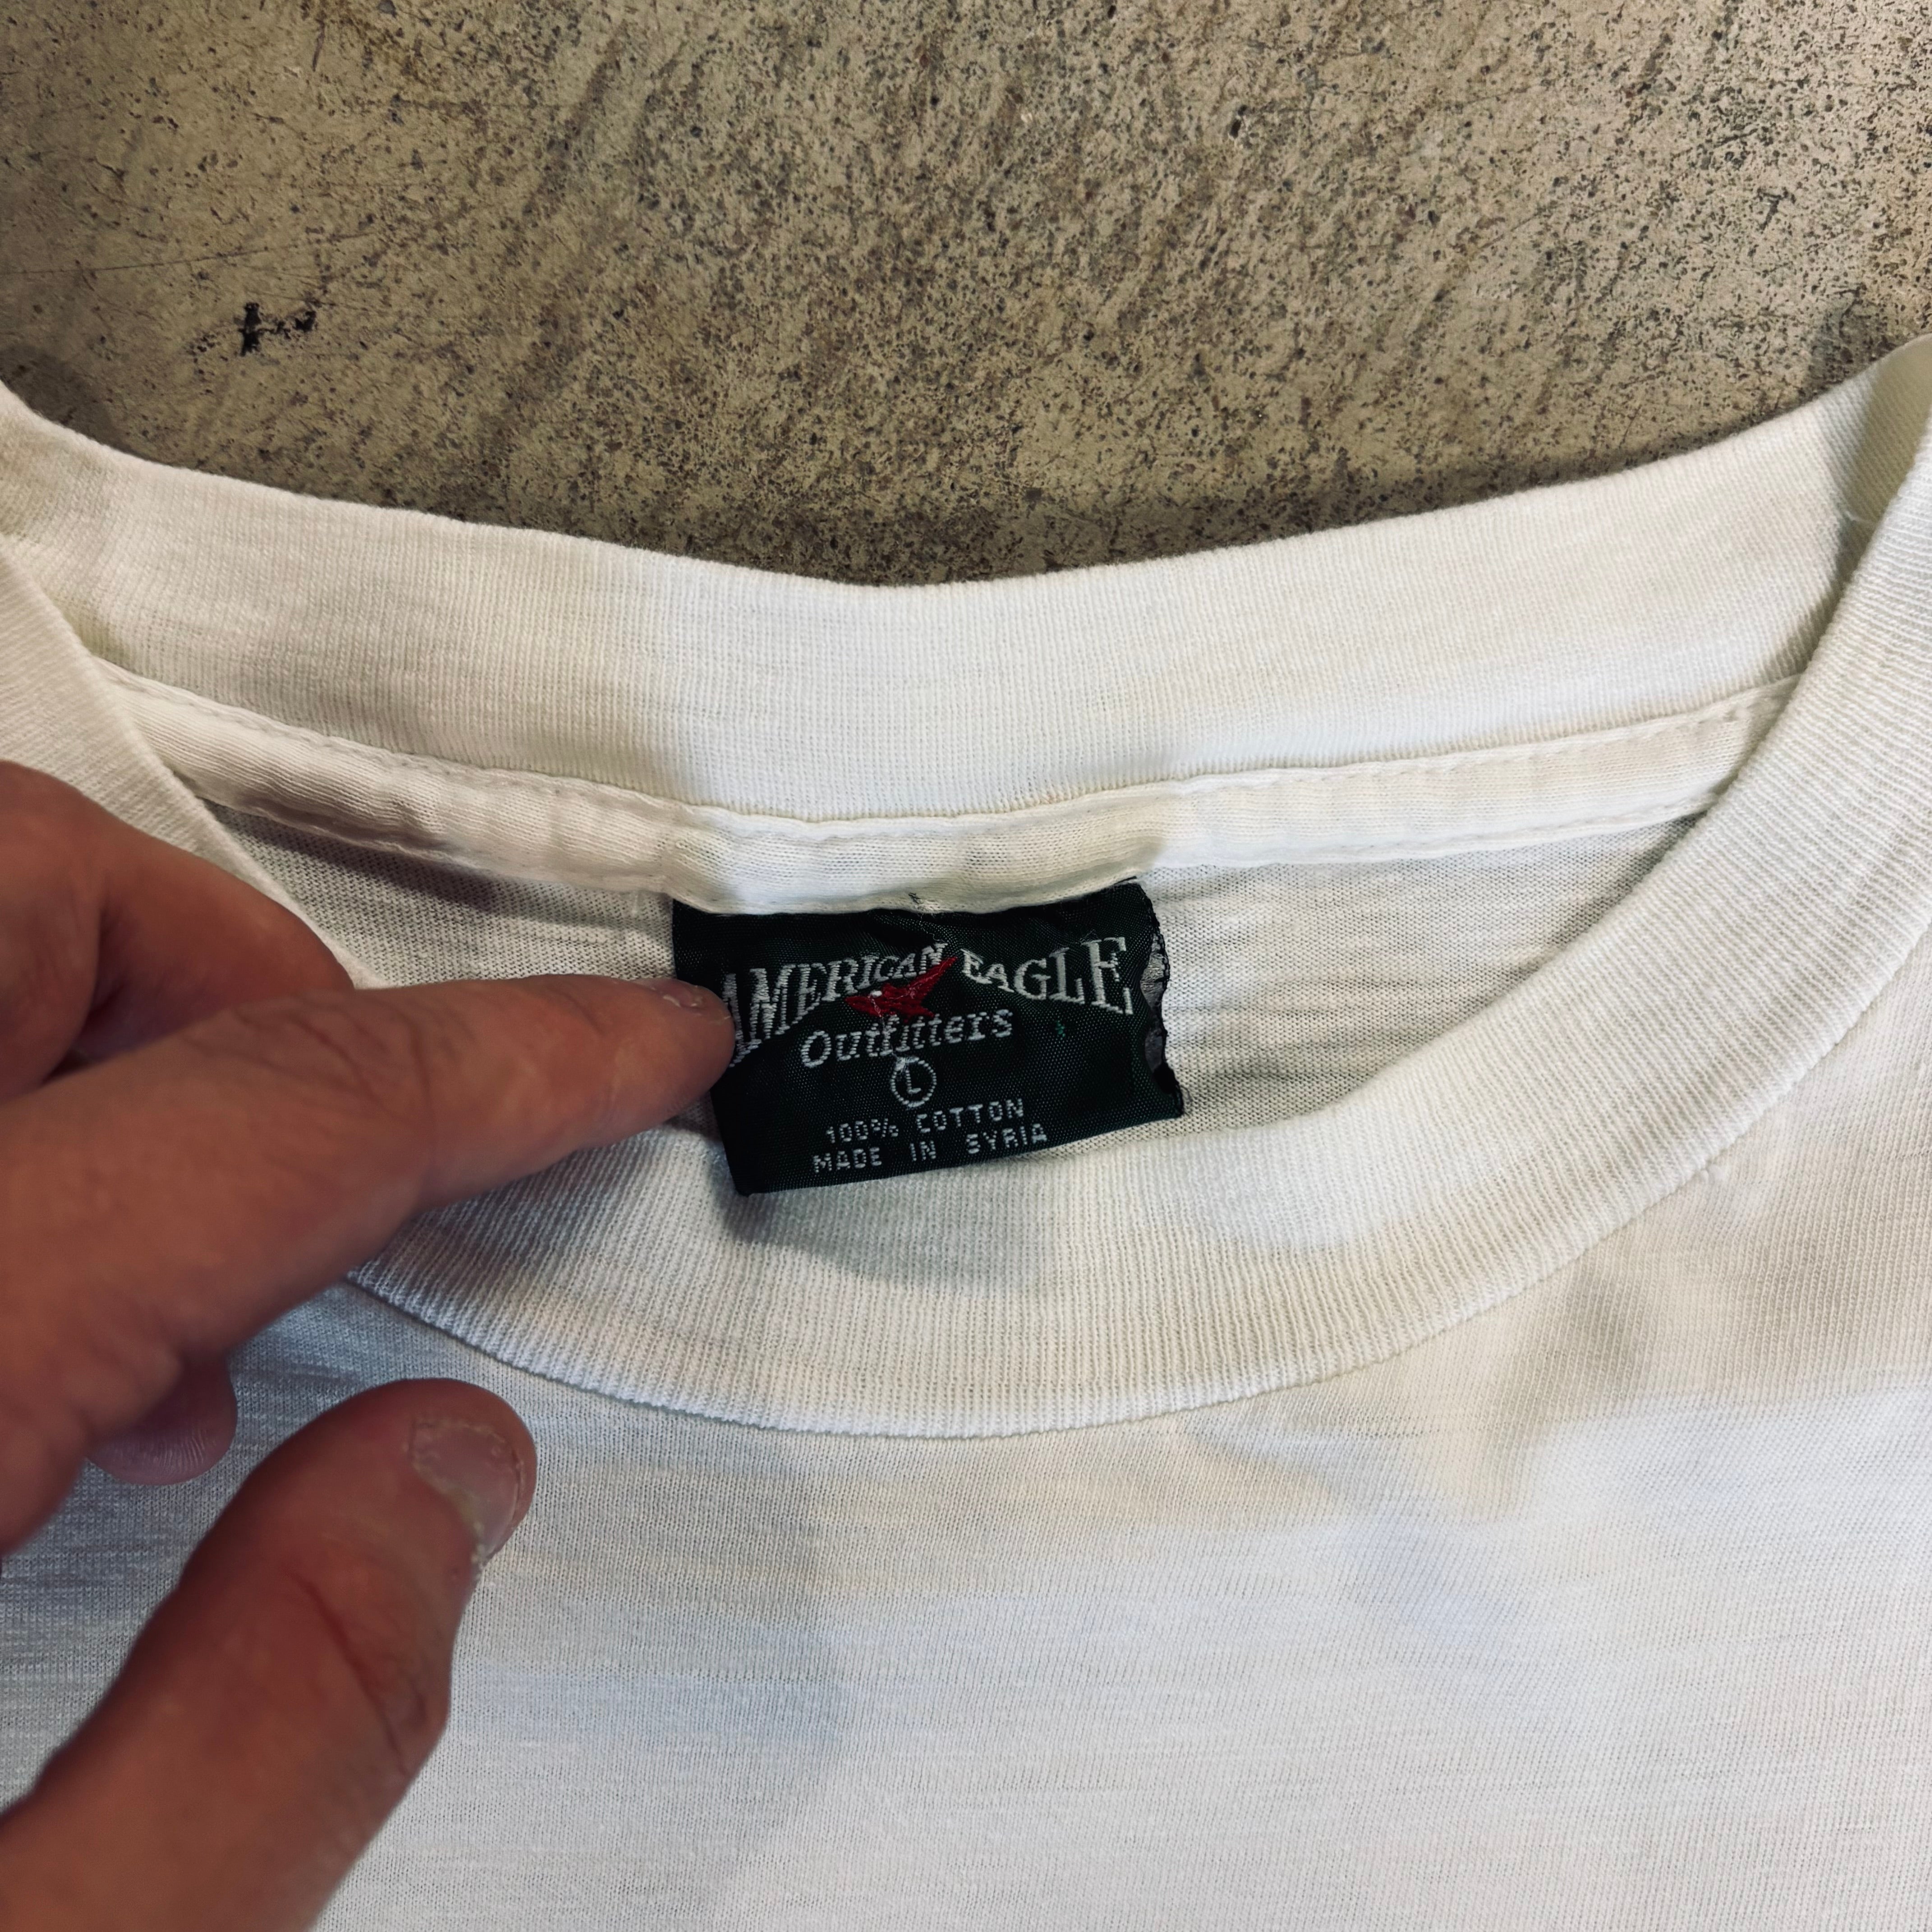 AMERICAN EAGLE
Outfitters
L
100% COTTON
MADE IN SYRIA